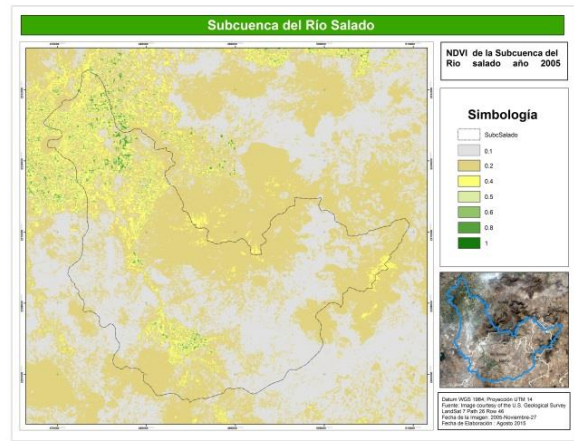 Subcuenca del Río Salado
NDVI de la Subcuenca del
Rio salado año 2005
Simbología
SubcSalado
0.1
0.2
0.4
0.5
0.6
0.8
1
Datum WGS 1984, Proyección UTM 14
Fuente: Image courtesy of the U.S. Geological Survey
LandSat 7 Path 26 Row 46
Fecha de la Imagen: 2005-Noviembre-27
Fecha de Elaboración : Agosto 2015